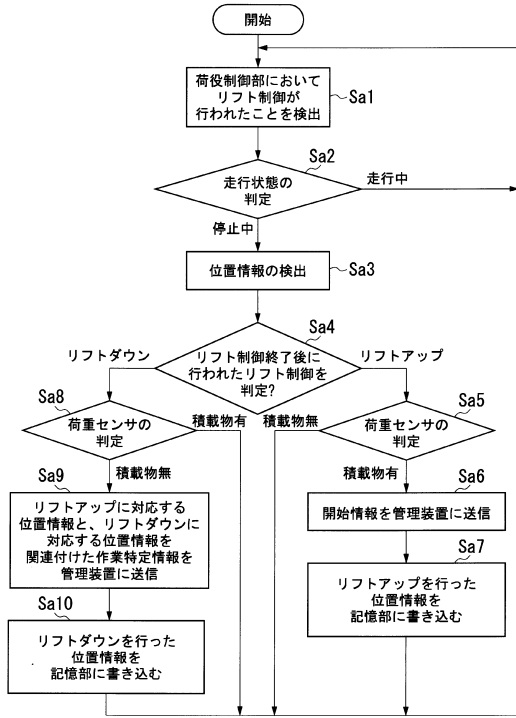 開始
荷役制御部において
リフト制御が
行われたことを検出
Sa1
Sa2
走行状態の
判定
走行中
停止中
位置情報の検出
Sa3
Sa4
リフト制御終了後に
行われたリフト制御を
判定?
リフトダウン
リフトアップ
Sa8
荷重センサの
判定
積載物有
積載物無
Sa5
荷重センサの
判定
積載物無
積載物有
Sa9
リフトアップに対応する
位置情報と、リフトダウンに
対応する位置情報を
関連付けた作業特定情報を
管理装置に送信
Sa6
開始情報を管理装置に送信
Sa7
リフトアップを行った
位置情報を
記憶部に書き込む
Sa10
リフトダウンを行った
位置情報を
記憶部に書き込む